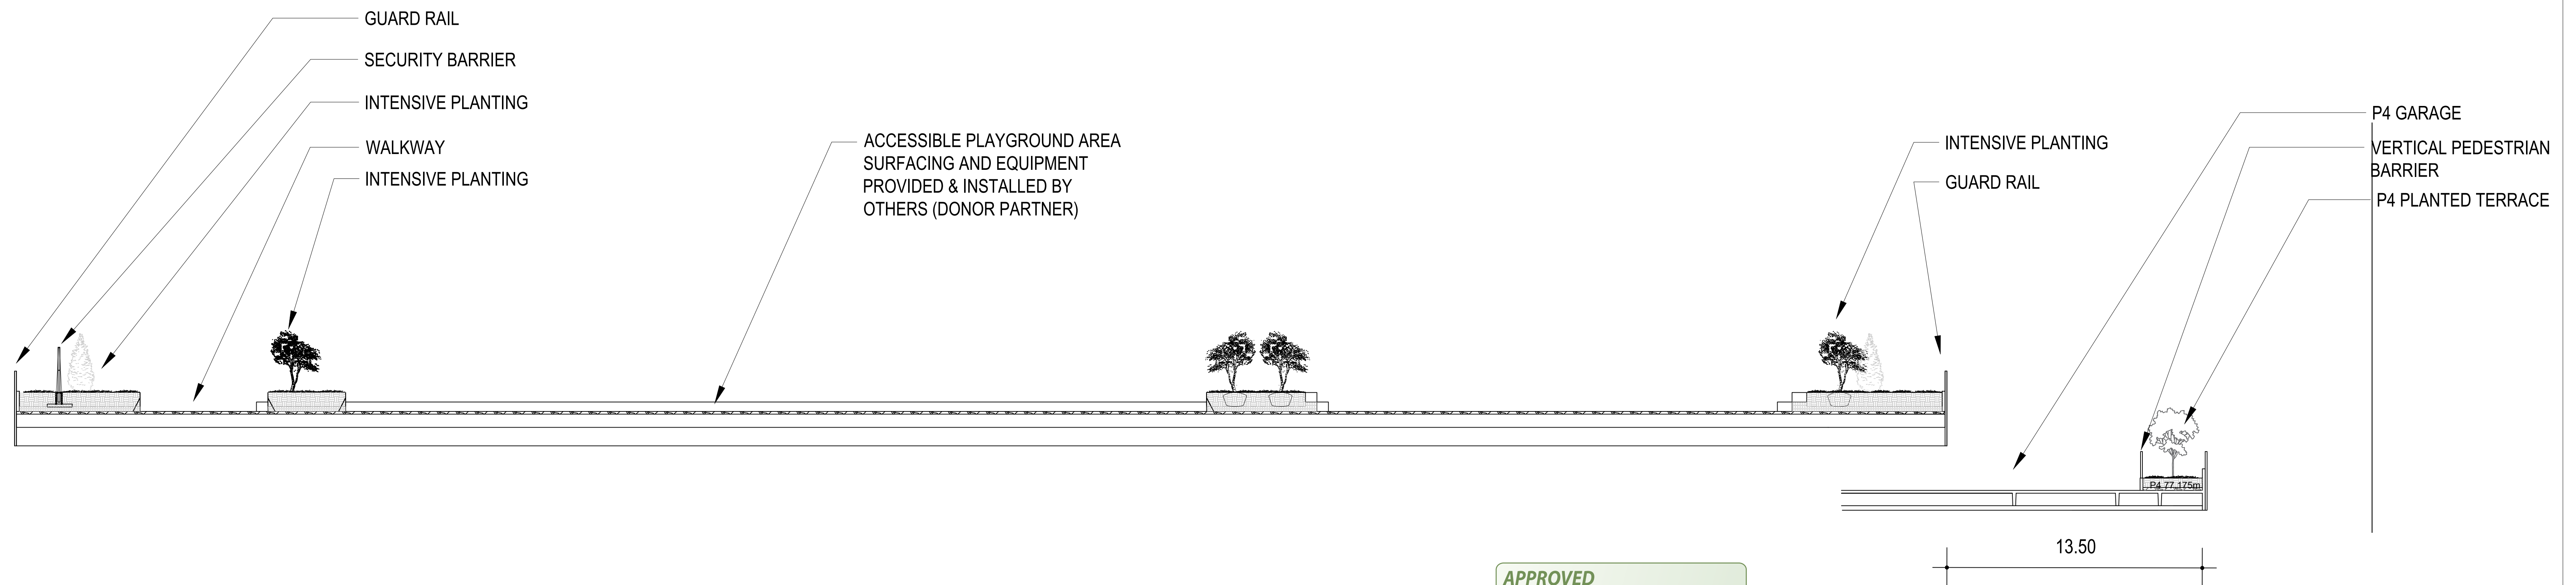 GUARD RAIL
SECURITY BARRIER
INTENSIVE PLANTING
WALKWAY
INTENSIVE PLANTING
ACCESSIBLE PLAYGROUND AREA
SURFACING AND EQUIPMENT
PROVIDED & INSTALLED BY
OTHERS (DONOR PARTNER)
INTENSIVE PLANTING
GUARD RAIL
P4 GARAGE
VERTICAL PEDESTRIAN
BARRIER
P4 PLANTED TERRACE
P4 77.175m
13.50
APPROVED